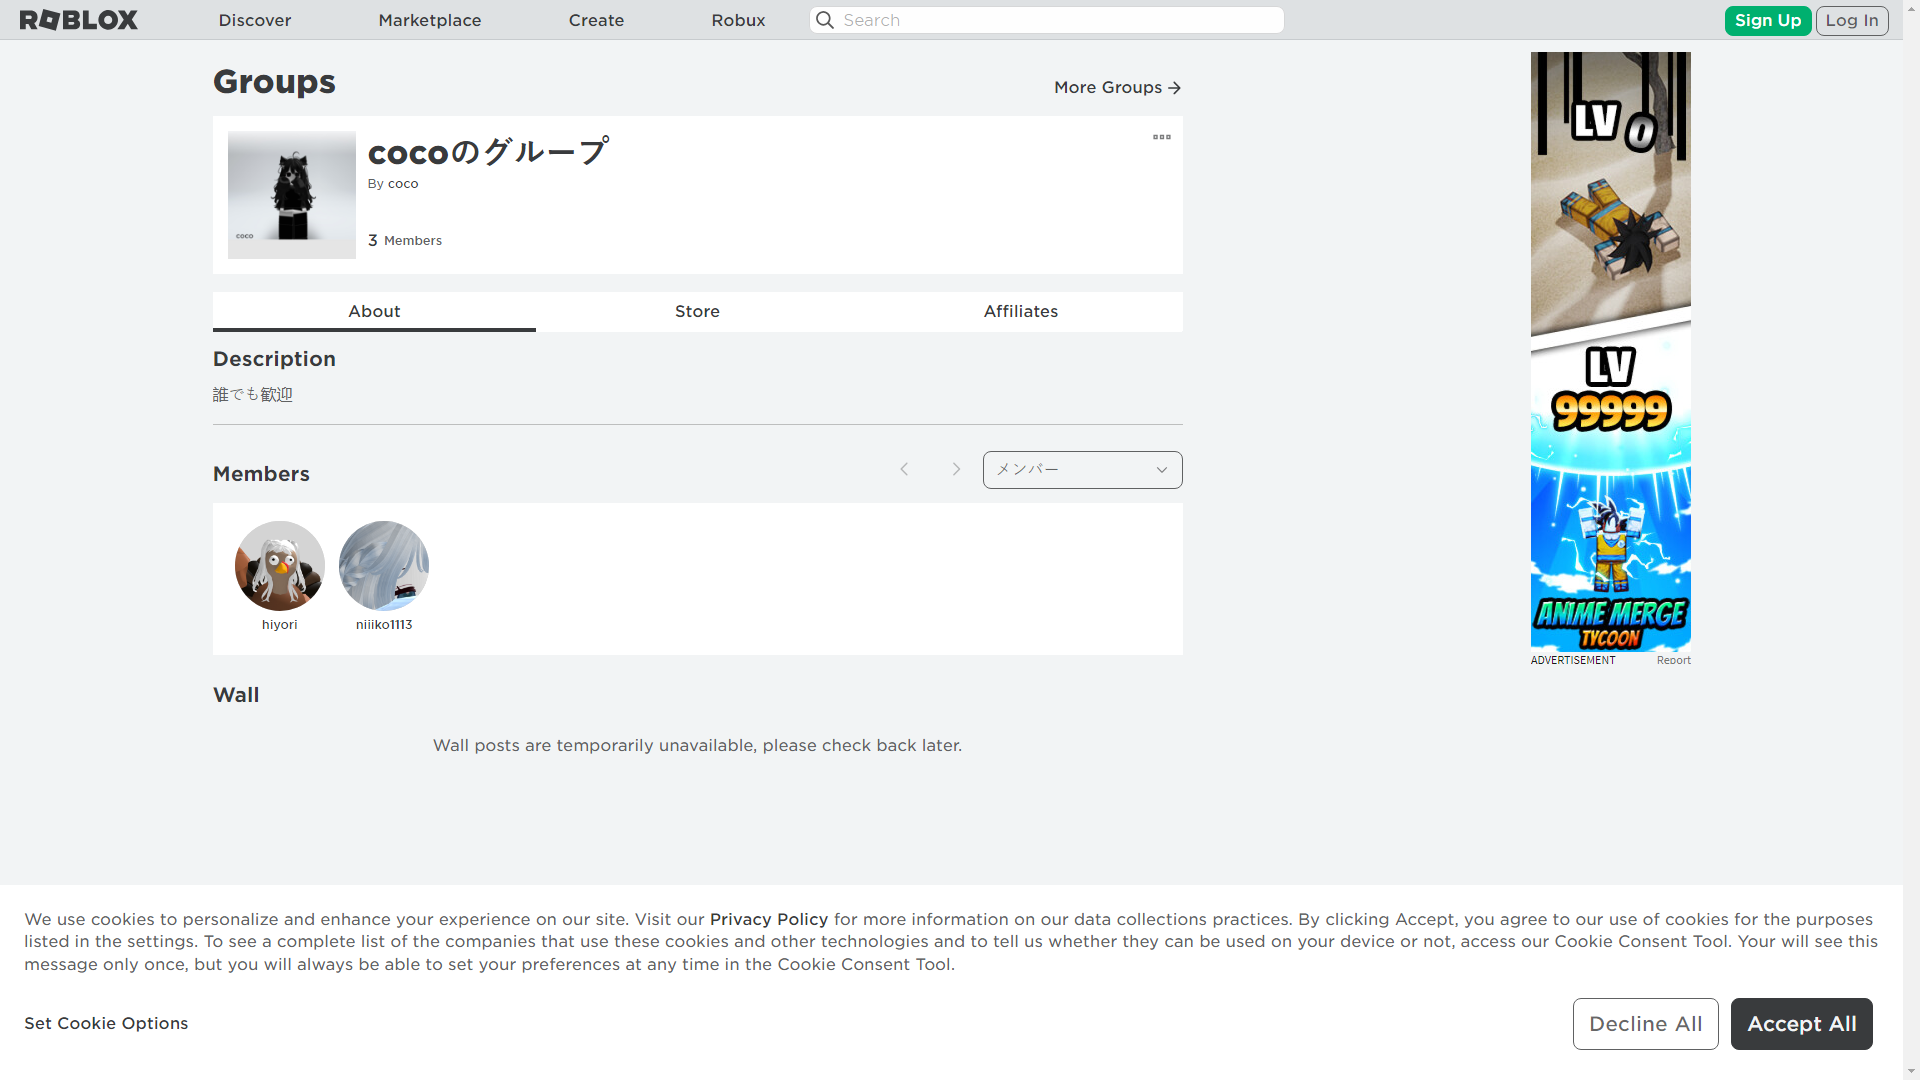 ROBLOX
Discover
Marketplace
Create
Robux
Search
Sign Up
Log In
Groups
More Groups
cocoのグループ
By coco
3 Members
coco
About
Store
Affiliates
Description
誰でも歓迎
Members
メンバー
hiyori
niiiko1113
Wall
Wall posts are temporarily unavailable, please check back later.
LV 0
LV
99999
ANIME MERGE
TYCOON
ADVERTISEMENT
Report
We use cookies to personalize and enhance your experience on our site. Visit our Privacy Policy for more information on our data collections practices. By clicking Accept, you agree to our use of cookies for the purposes
listed in the settings. To see a complete list of the companies that use these cookies and other technologies and to tell us whether they can be used on your device or not, access our Cookie Consent Tool. Your will see this
message only once, but you will always be able to set your preferences at any time in the Cookie Consent Tool.
Set Cookie Options
Decline All
Accept All